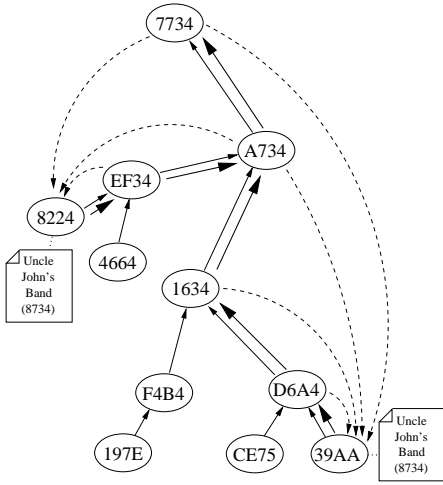 7734
A734
EF34
8224
4664
Uncle
John's
Band
(8734)
1634
F4B4
D6A4
197E
CE75
39AA
Uncle
John's
Band
(8734)